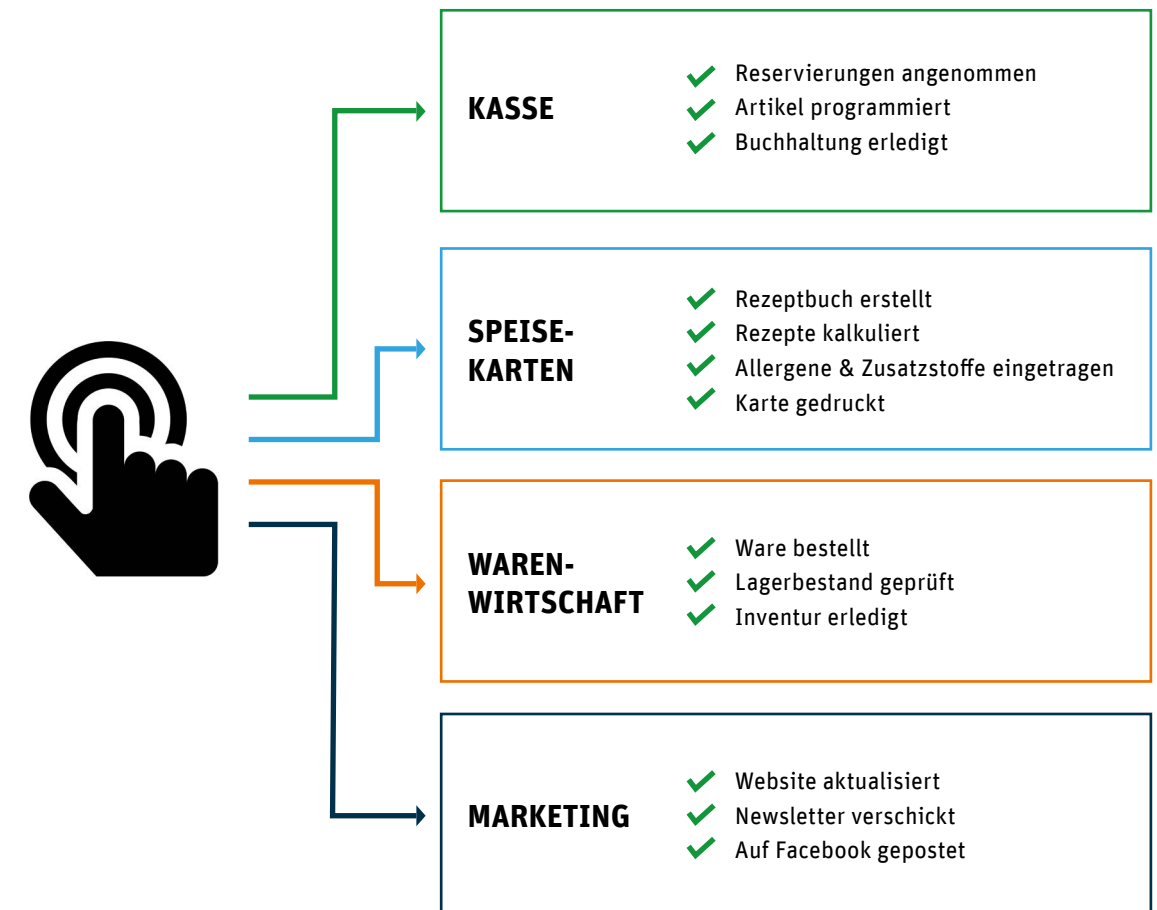 KASSE
Reservierungen angenommen
Artikel programmiert
Buchhaltung erledigt
SPEISE-
KARTEN
Rezeptbuch erstellt
Rezepte kalkuliert
Allergene & Zusatzstoffe eingetragen
Karte gedruckt
WAREN-
WIRTSCHAFT
Ware bestellt
Lagerbestand geprüft
Inventur erledigt
MARKETING
Website aktualisiert
Newsletter verschickt
Auf Facebook gepostet